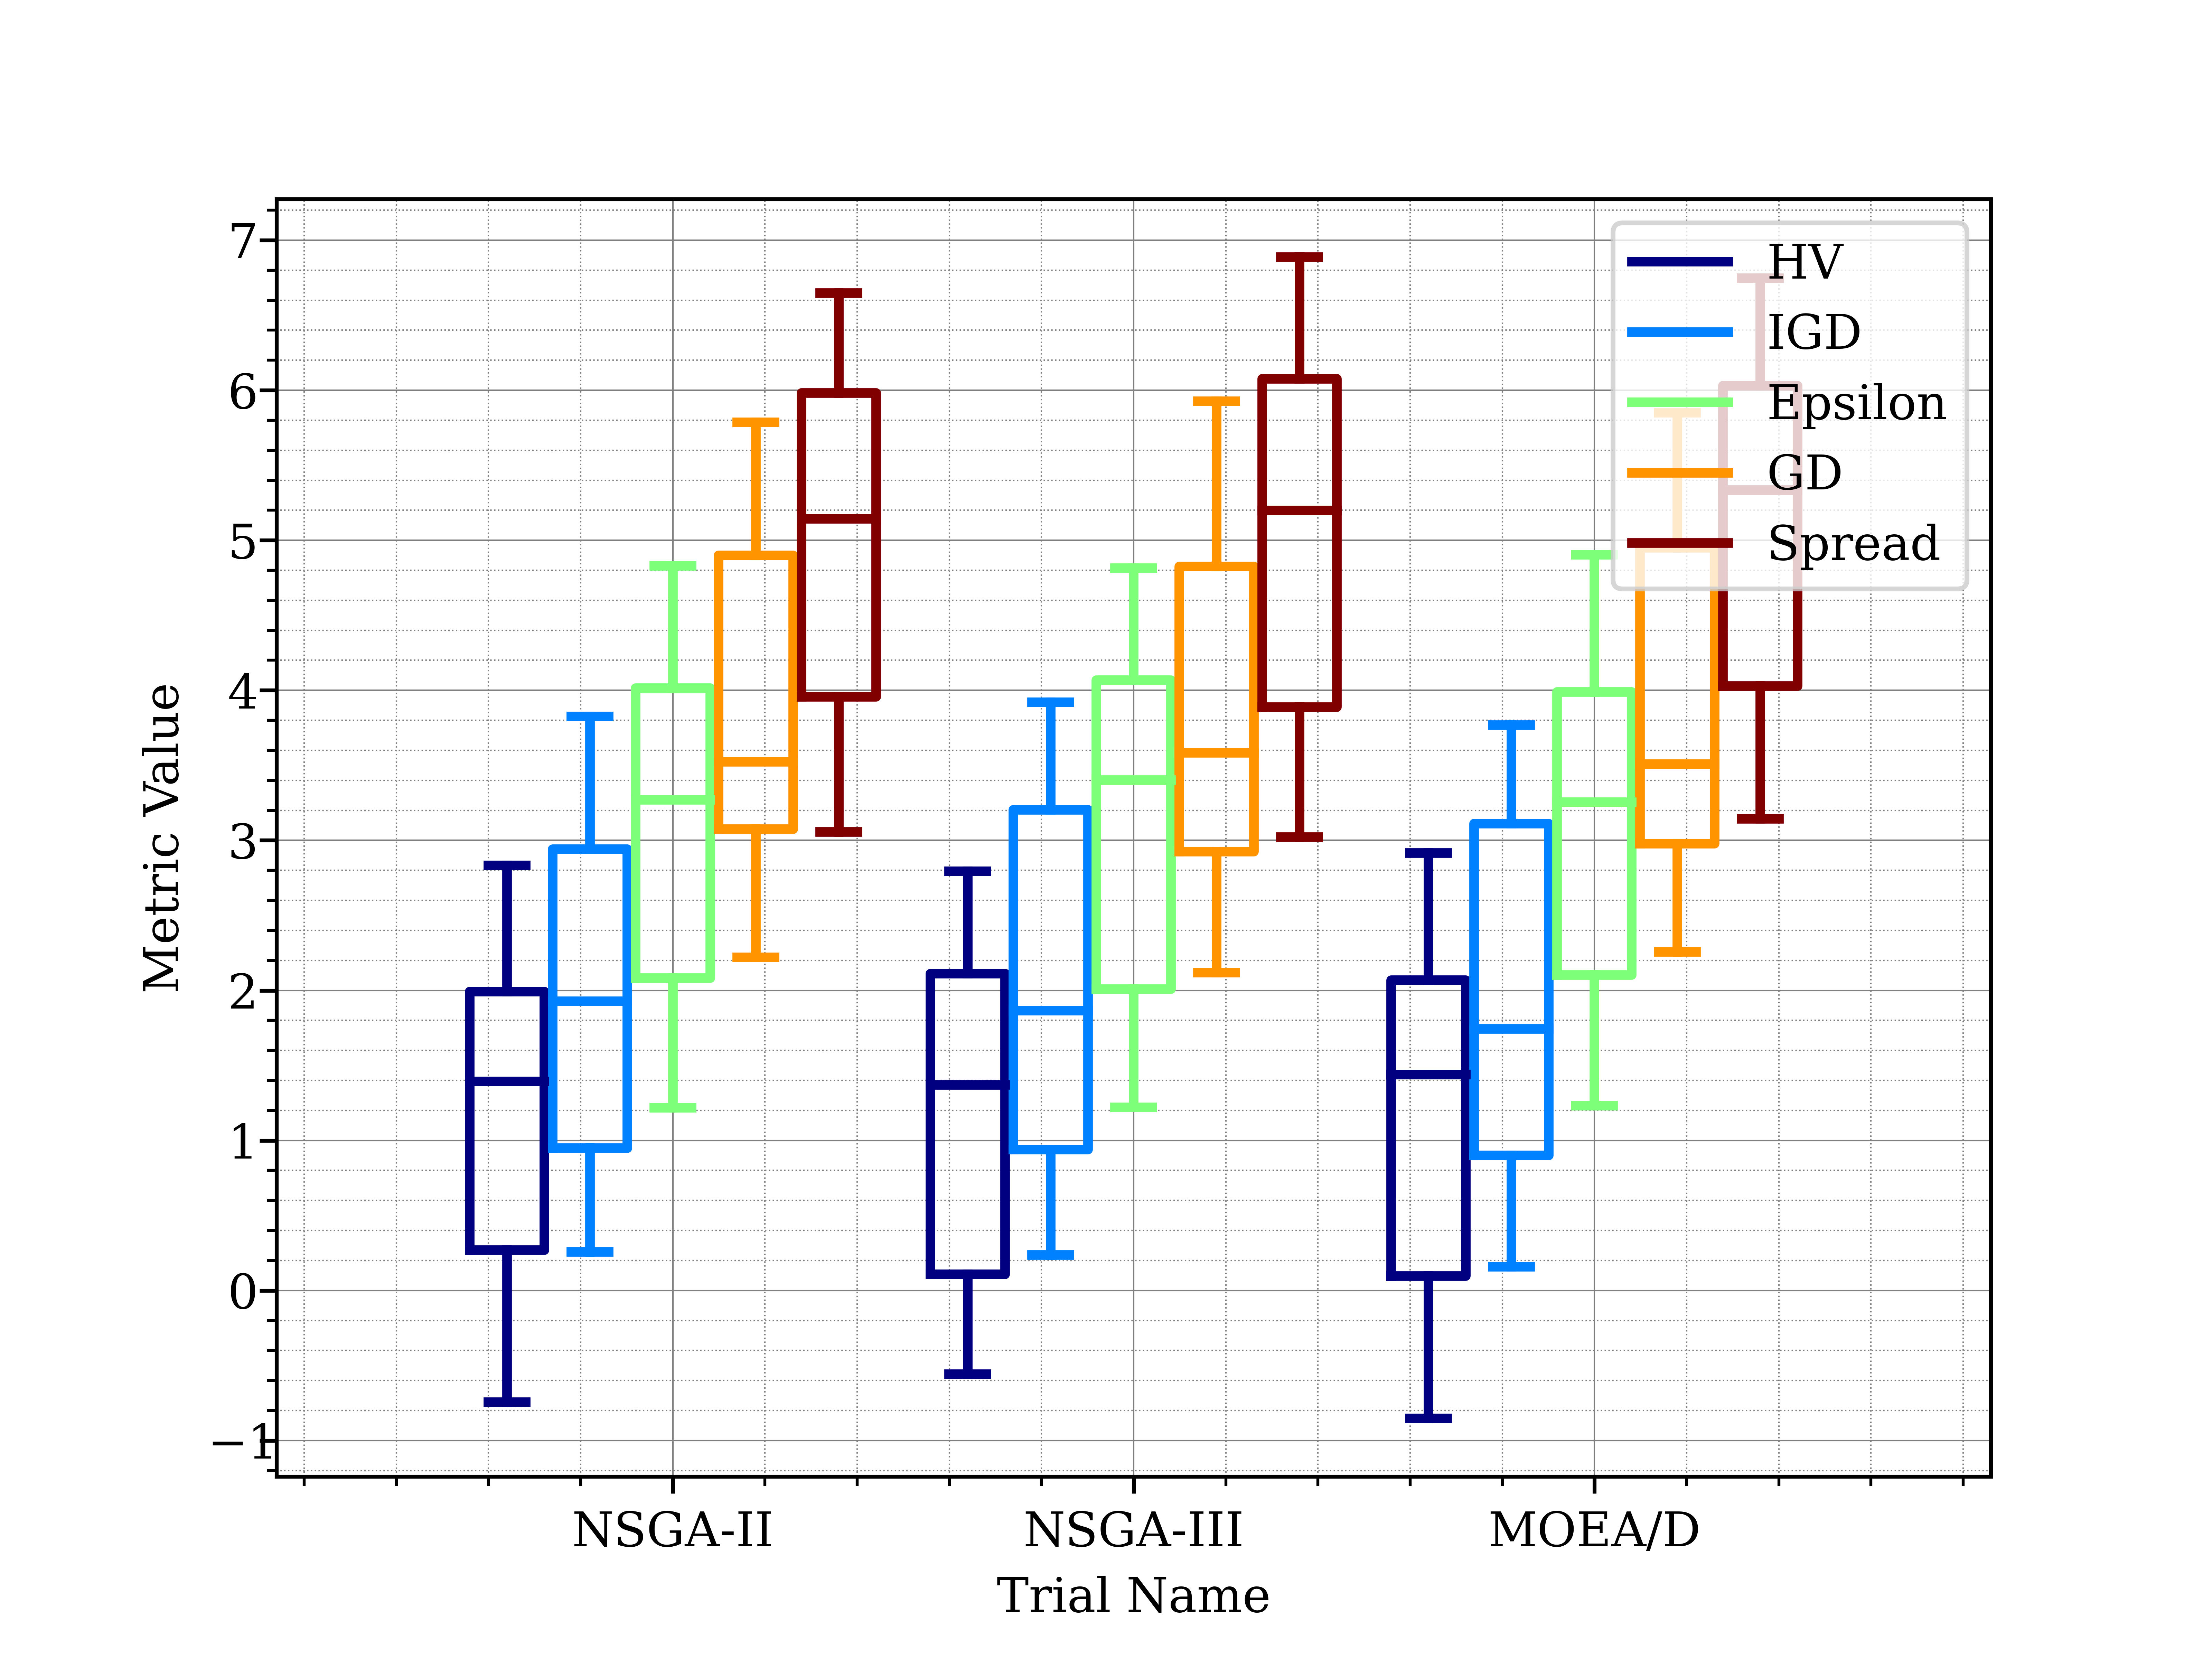 7
6
5
4
3
2
1
0
−1
Metric Value
HV
IGD
Epsilon
GD
Spread
NSGA-II NSGA-III MOEA/D
Trial Name